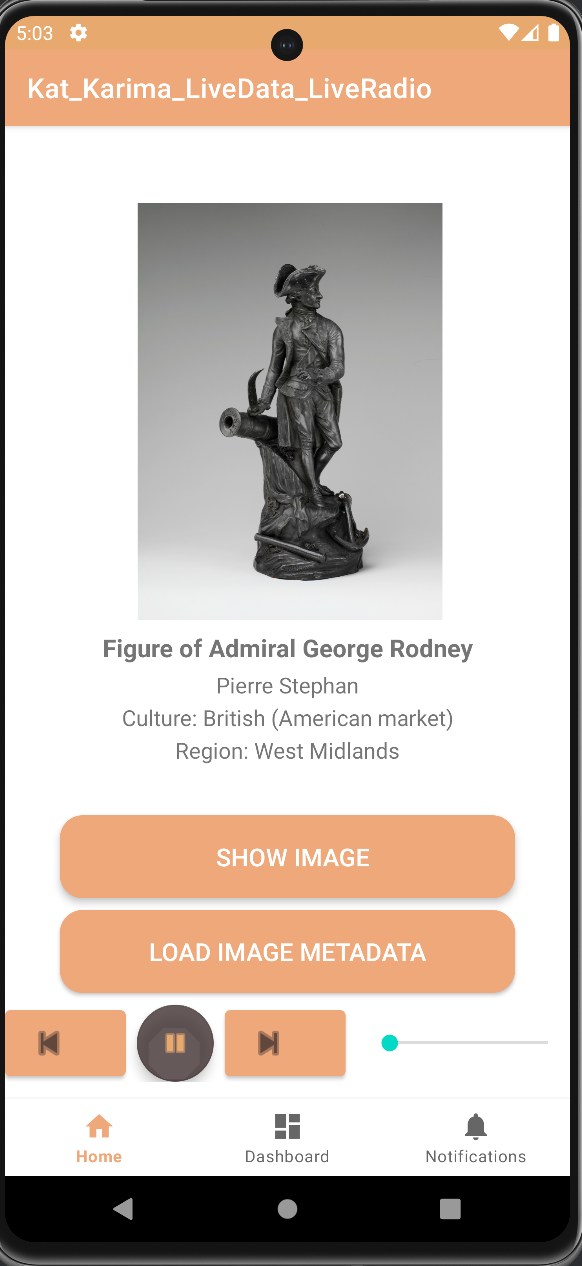 5:03
Kat_Karima_LiveData_LiveRadio
Figure of Admiral George Rodney
Pierre Stephan
Culture: British (American market)
Region: West Midlands
SHOW IMAGE
LOAD IMAGE METADATA
Home
Dashboard
Notifications